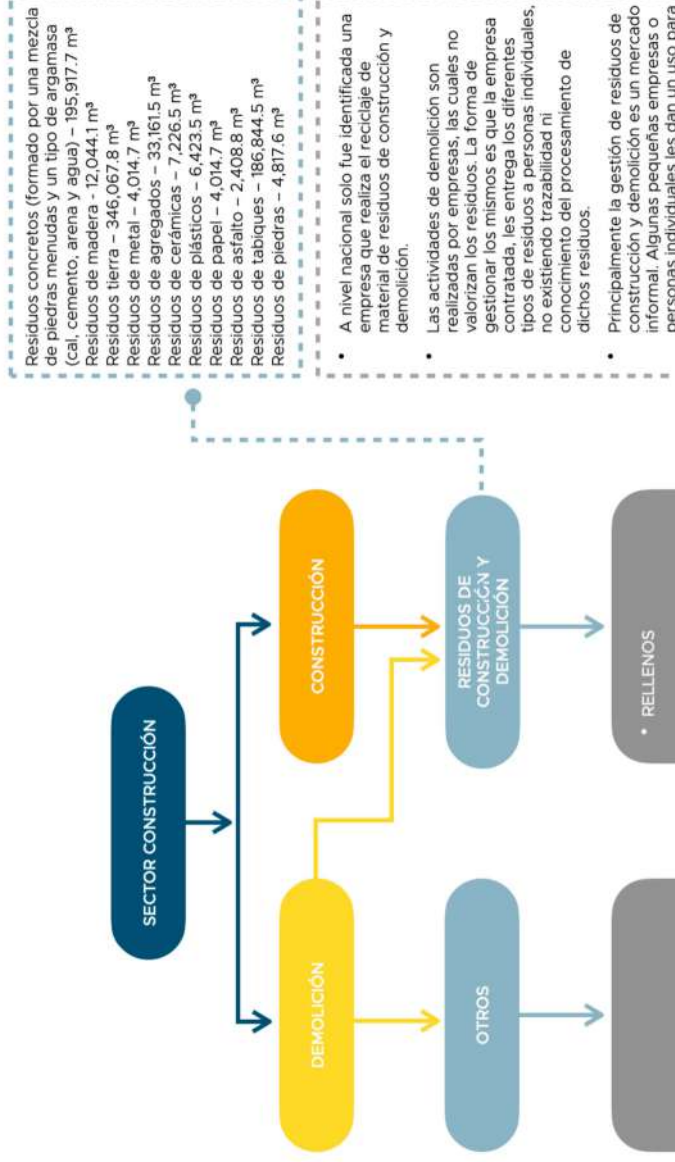 SECTOR CONSTRUCCIÓN
DEMOLICIÓN
CONSTRUCCIÓN
OTROS
RESIDUOS DE
CONSTRUCCIÓN Y
DEMOLICIÓN
• RELLENOS
Residuos concretos (formado por una mezcla
de piedras menudas y un tipo de argamasa
(cal, cemento, arena y agua) – 195,917.7 m³
Residuos de madera - 12,044.1 m³
Residuos tierra – 346,067.8 m³
Residuos de metal – 4,014.7 m³
Residuos de agregados – 33,161.5 m³
Residuos de cerámicas – 7,226.5 m³
Residuos de plásticos – 6,423.5 m³
Residuos de papel – 4,014.7 m³
Residuos de asfalto – 2,408.8 m³
Residuos de tabiques – 186,844.5 m³
Residuos de piedras – 4,817.6 m³
• A nivel nacional solo fue identificada una
empresa que realiza el reciclaje de
material de residuos de construcción y
demolición.
• Las actividades de demolición son
realizadas por empresas, las cuales no
valorizan los residuos. La forma de
gestionar los mismos es que la empresa
contratada, les entrega los diferentes
tipos de residuos a personas individuales,
no existiendo trazabilidad ni
conocimiento del procesamiento de
dichos residuos.
• Principalmente la gestión de residuos de
construcción y demolición es un mercado
informal. Algunas pequeñas empresas o
personas individuales les dan un uso para